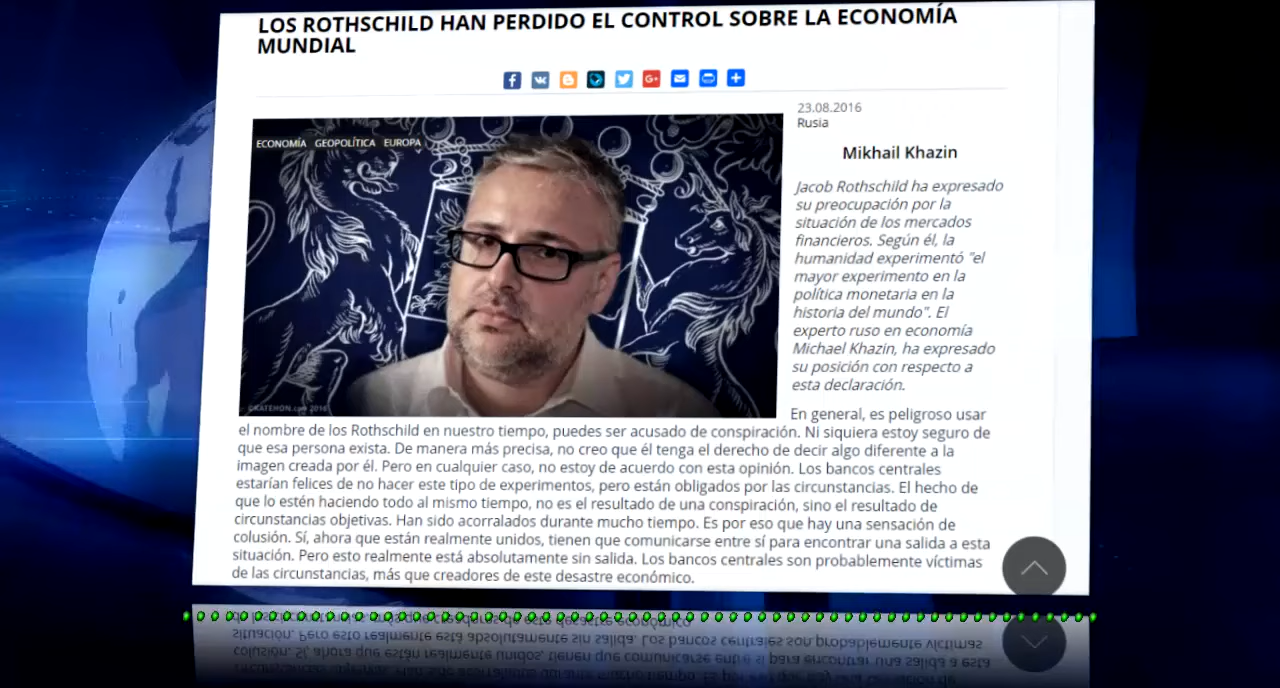 LOS ROTHSCHILD HAN PERDIDO EL CONTROL SOBRE LA ECONOMÍA
MUNDIAL
ECONOMÍA GEOPOLÍTICA EUROPA
©KATEHON.com 2016
23.08.2016
Rusia
Mikhail Khazin
Jacob Rothschild ha expresado
su preocupación por la
situación de los mercados
financieros. Según él, la
humanidad experimentó "el
mayor experimento en la
política monetaria en la
historia del mundo". El
experto ruso en economía
Michael Khazin, ha expresado
su posición con respecto a
esta declaración.
En general, es peligroso usar
el nombre de los Rothschild en nuestro tiempo, puedes ser acusado de conspiración. Ni siquiera estoy seguro de
que esa persona exista. De manera más precisa, no creo que él tenga el derecho de decir algo diferente a la
imagen creada por él. Pero en cualquier caso, no estoy de acuerdo con esta opinión. Los bancos centrales
estarían felices de no hacer este tipo de experimentos, pero están obligados por las circunstancias. El hecho de
que lo estén haciendo todo al mismo tiempo, no es el resultado de una conspiración, sino el resultado de
circunstancias objetivas. Han sido acorralados durante mucho tiempo. Es por eso que hay una sensación de
colusión. Sí, ahora que están realmente unidos, tienen que comunicarse entre sí para encontrar una salida a esta
situación. Pero esto realmente está absolutamente sin salida. Los bancos centrales son probablemente víctimas
de las circunstancias, más que creadores de este desastre económico.